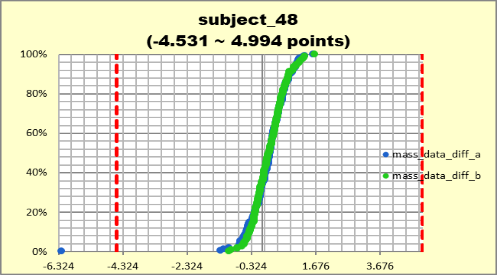 subject_48
(-4.531 ~ 4.994 points)
100%
80%
60%
40%
20%
0%
mass_data_diff_a
mass_data_diff_b
-6.324 -4.324 -2.324 -0.324 1.676 3.676